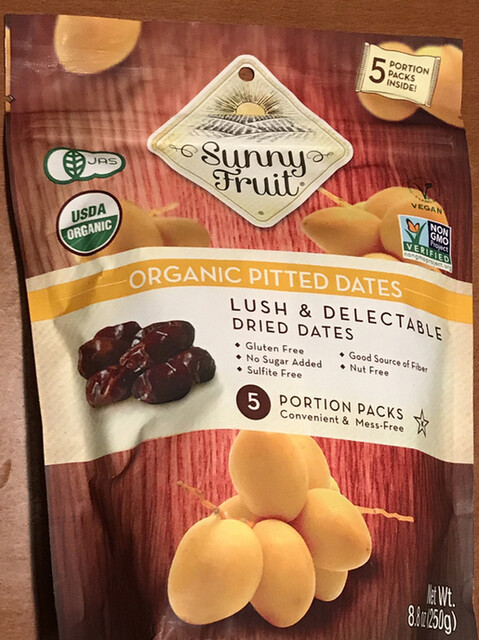 5 PORTION
PACKS
INSIDE!
Sunny
Fruit®
JAS
USDA
ORGANIC
VEGAN
NON
GMO
Project
VERIFIED
nongmoproject.org
ORGANIC PITTED DATES
LUSH & DELECTABLE
DRIED DATES
◆ Gluten Free
◆ No Sugar Added
◆ Sulfite Free
◆ Good Source of Fiber
◆ Nut Free
5 PORTION PACKS
Convenient & Mess-Free
Net Wt.
8.8 oz (250g)